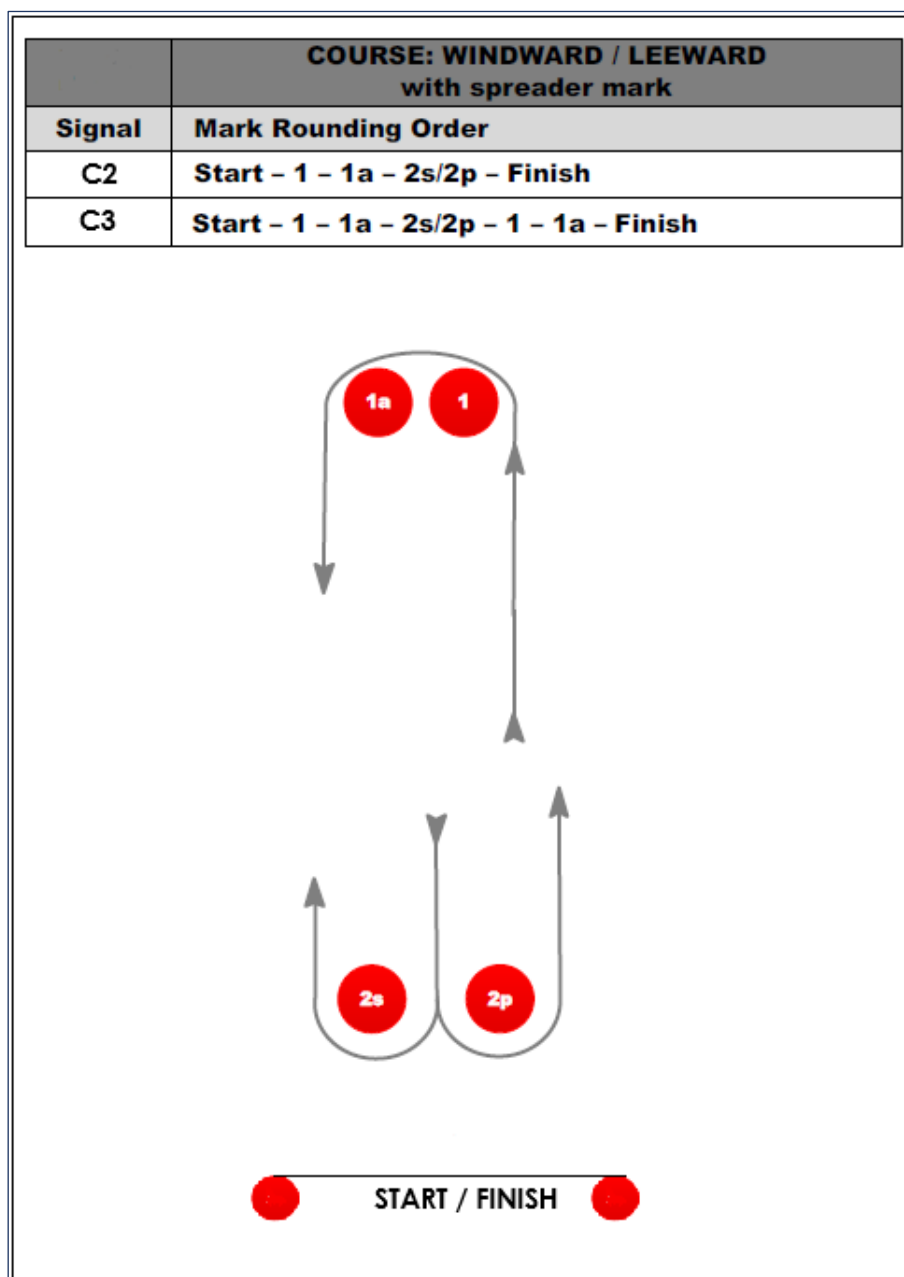 COURSE: WINDWARD / LEEWARD
with spreader mark
Signal Mark Rounding Order
C2 Start – 1 – 1a – 2s/2p – Finish
C3 Start – 1 – 1a – 2s/2p – 1 – 1a – Finish
1a 1
2s 2p
START / FINISH